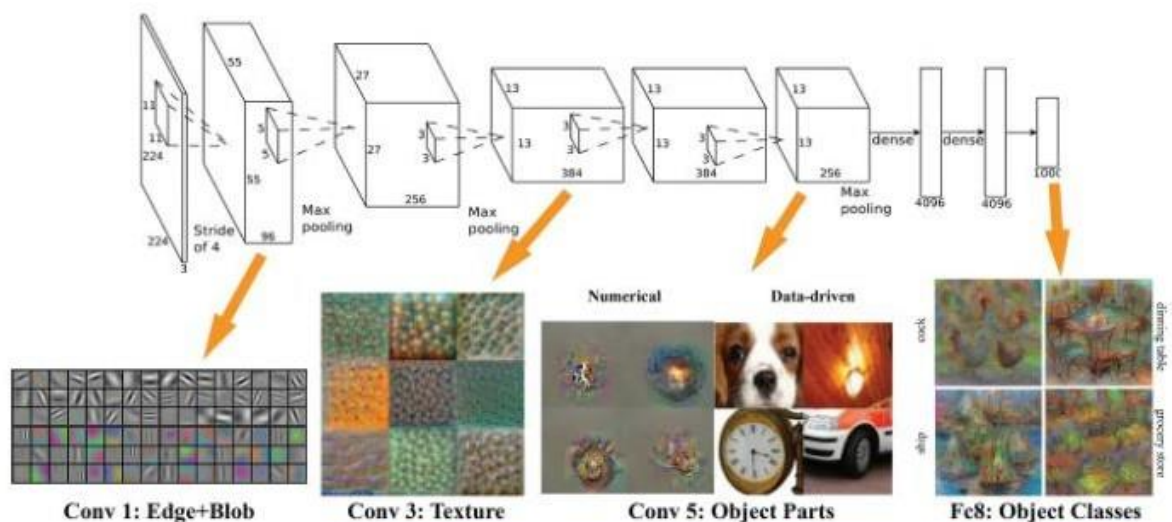 55
27
13
13
13
11
5
3
3
3
11
5
3
3
3
224
55
27
13
13
13
dense
dense
384
384
256
256
Max
pooling
4096
4096
1000
224
Stride
of 4
96
Max
pooling
Max
pooling
3
Numerical
Data-driven
cock
dinning table
ship
grocery store
Conv 1: Edge+Blob
Conv 3: Texture
Conv 5: Object Parts
Fc8: Object Classes